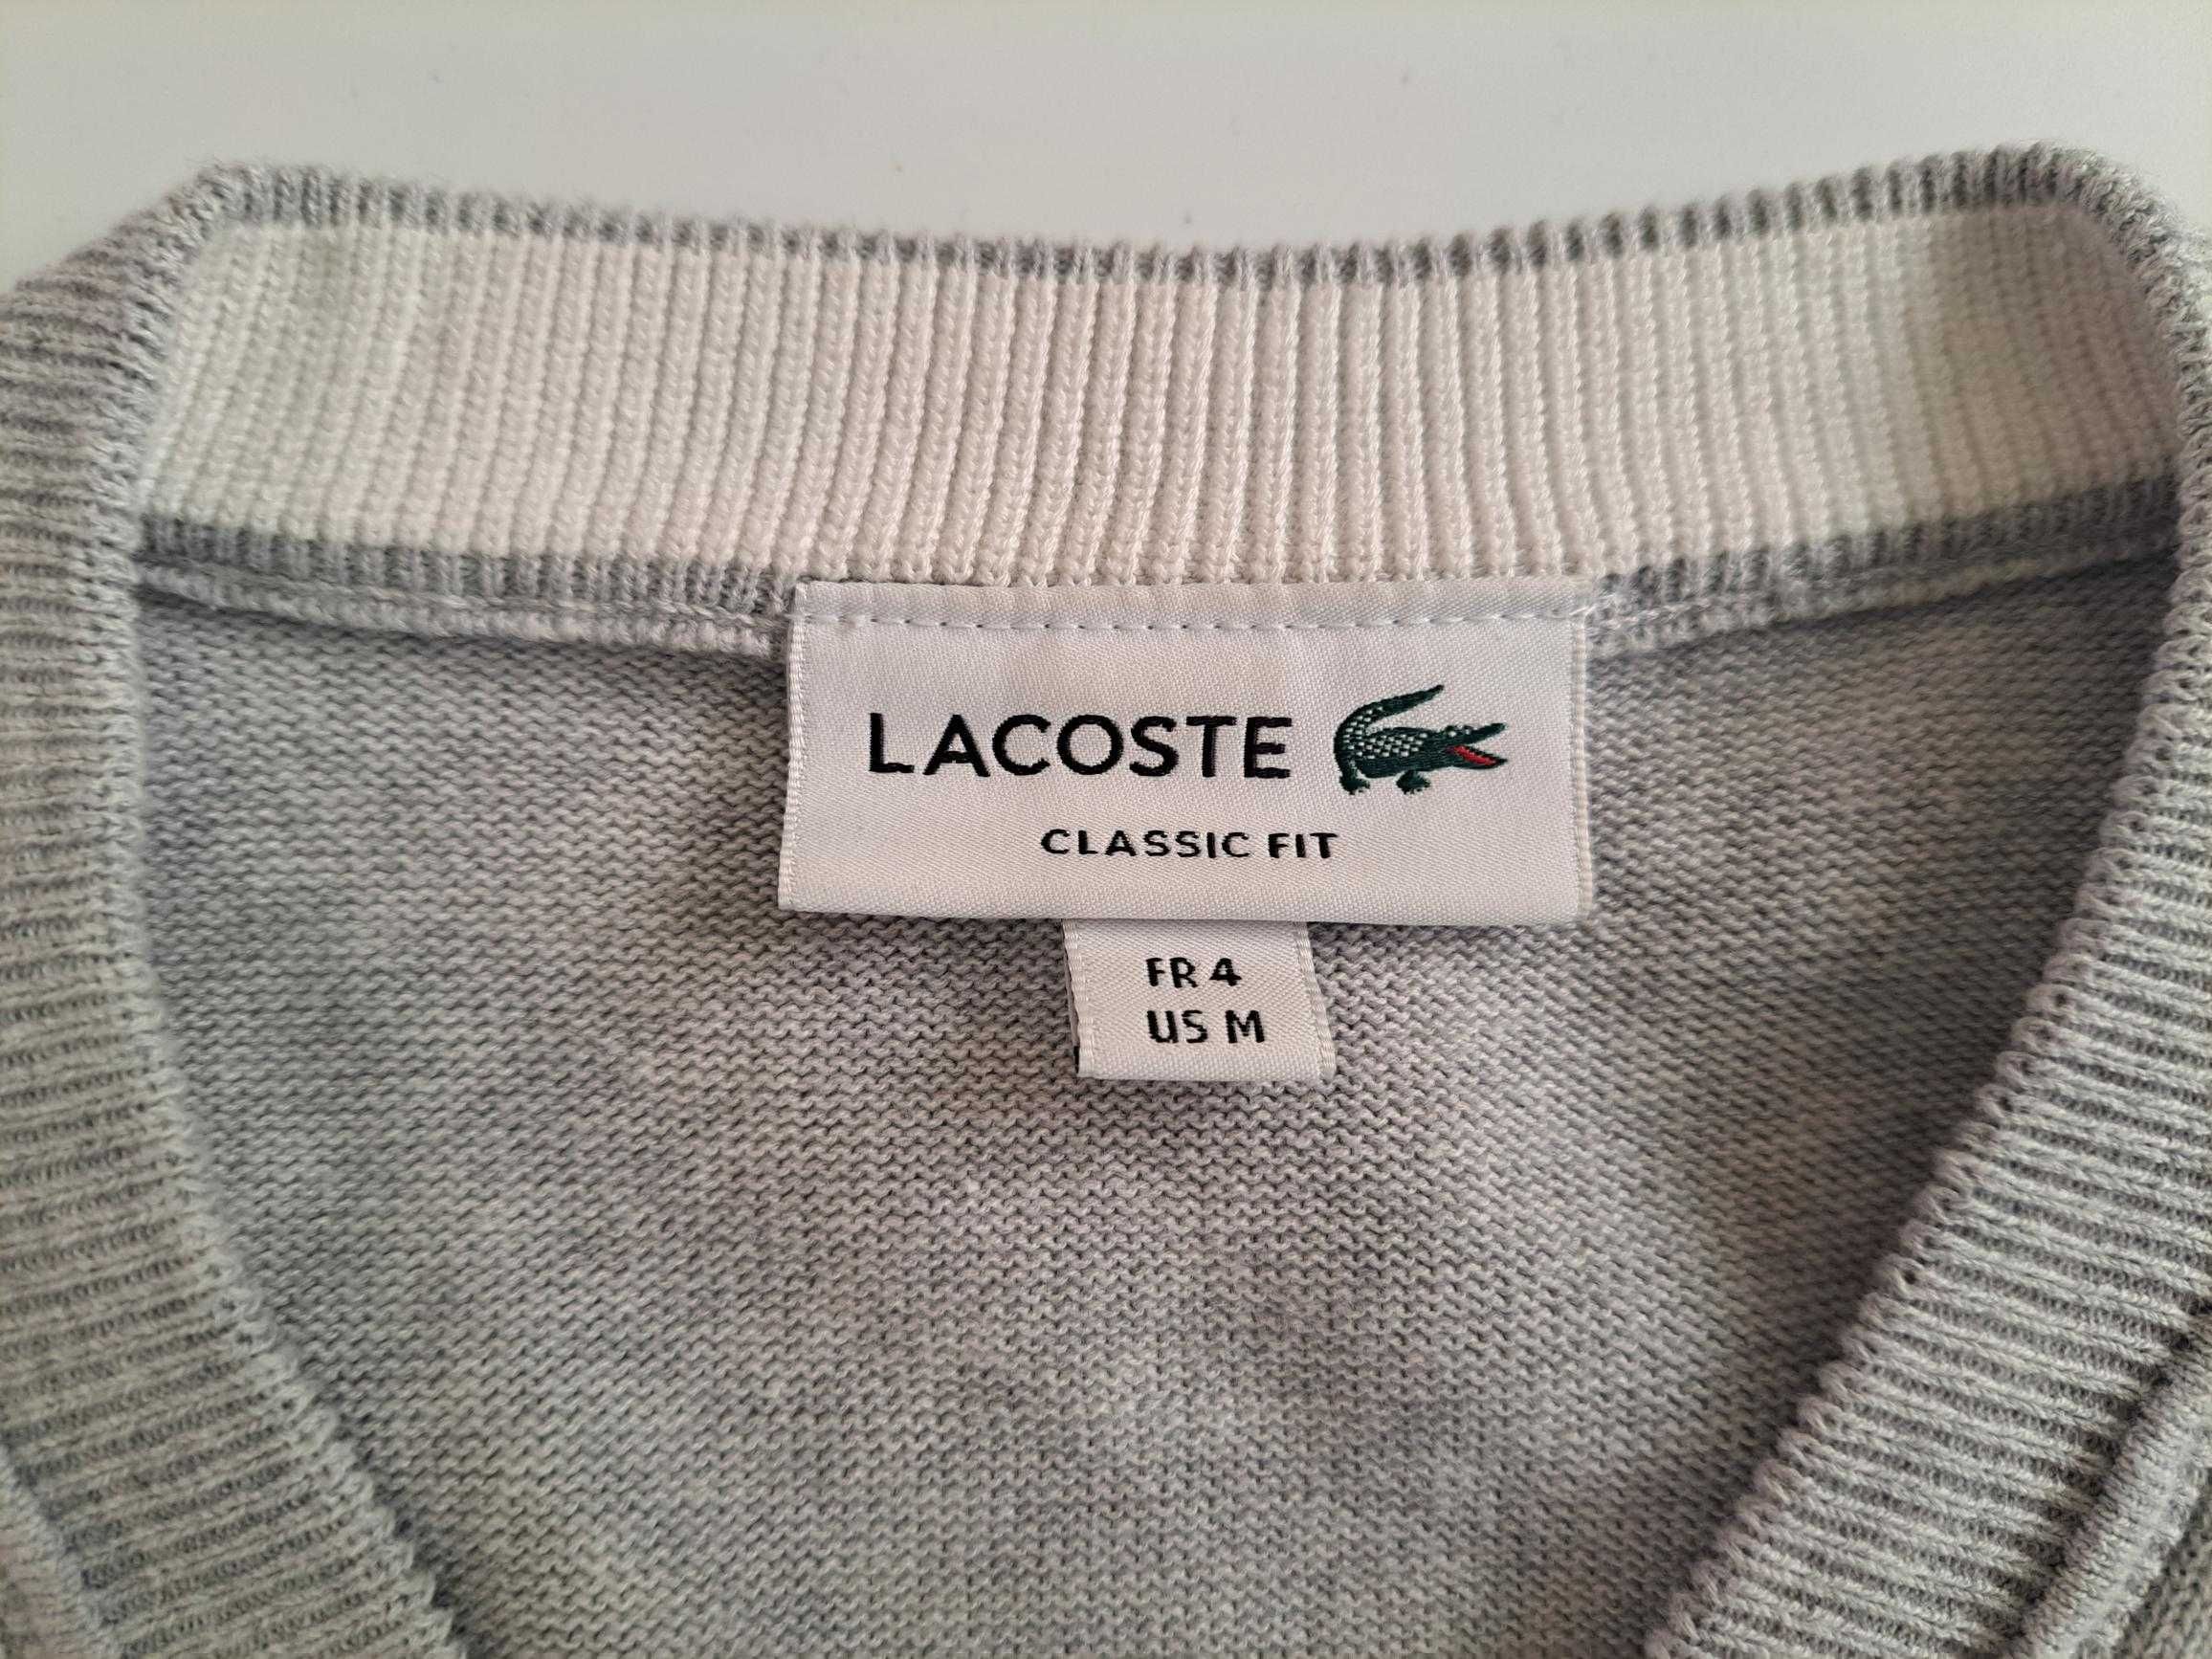 LACOSTE
CLASSIC FIT
FR 4
US M